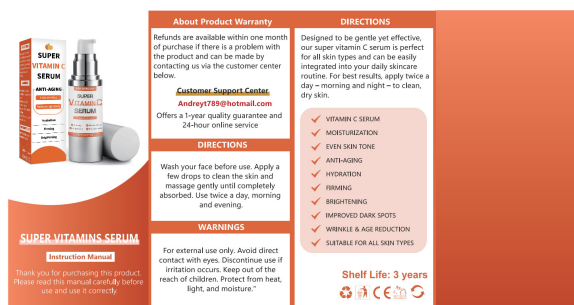 SUPER
VITAMIN C
SERUM
ANTI-AGING
Hydration
Firming
Brightening
SUPER
VITAMIN C
SERUM
SUPER VITAMINS SERUM
Instruction Manual
Thank you for purchasing this product.
Please read this manual carefully before
use and use it correctly.
About Product Warranty
Refunds are available within one month
of purchase if there is a problem with
the product and can be made by
contacting us via the customer center
below.
Customer Support Center
Andreyt789@hotmail.com
Offers a 1-year quality guarantee and
24-hour online service
DIRECTIONS
Wash your face before use. Apply a
few drops to clean the skin and
massage gently until completely
absorbed. Use twice a day, morning
and evening.
WARNINGS
For external use only. Avoid direct
contact with eyes. Discontinue use if
irritation occurs. Keep out of the
reach of children. Protect from heat,
light, and moisture."
DIRECTIONS
Designed to be gentle yet effective,
our super vitamin C serum is perfect
for all skin types and can be easily
integrated into your daily skincare
routine. For best results, apply twice a
day – morning and night – to clean,
dry skin.
VITAMIN C SERUM
MOISTURIZATION
EVEN SKIN TONE
ANTI-AGING
HYDRATION
FIRMING
BRIGHTENING
IMPROVED DARK SPOTS
WRINKLE & AGE REDUCTION
SUITABLE FOR ALL SKIN TYPES
Shelf Life: 3 years
CE